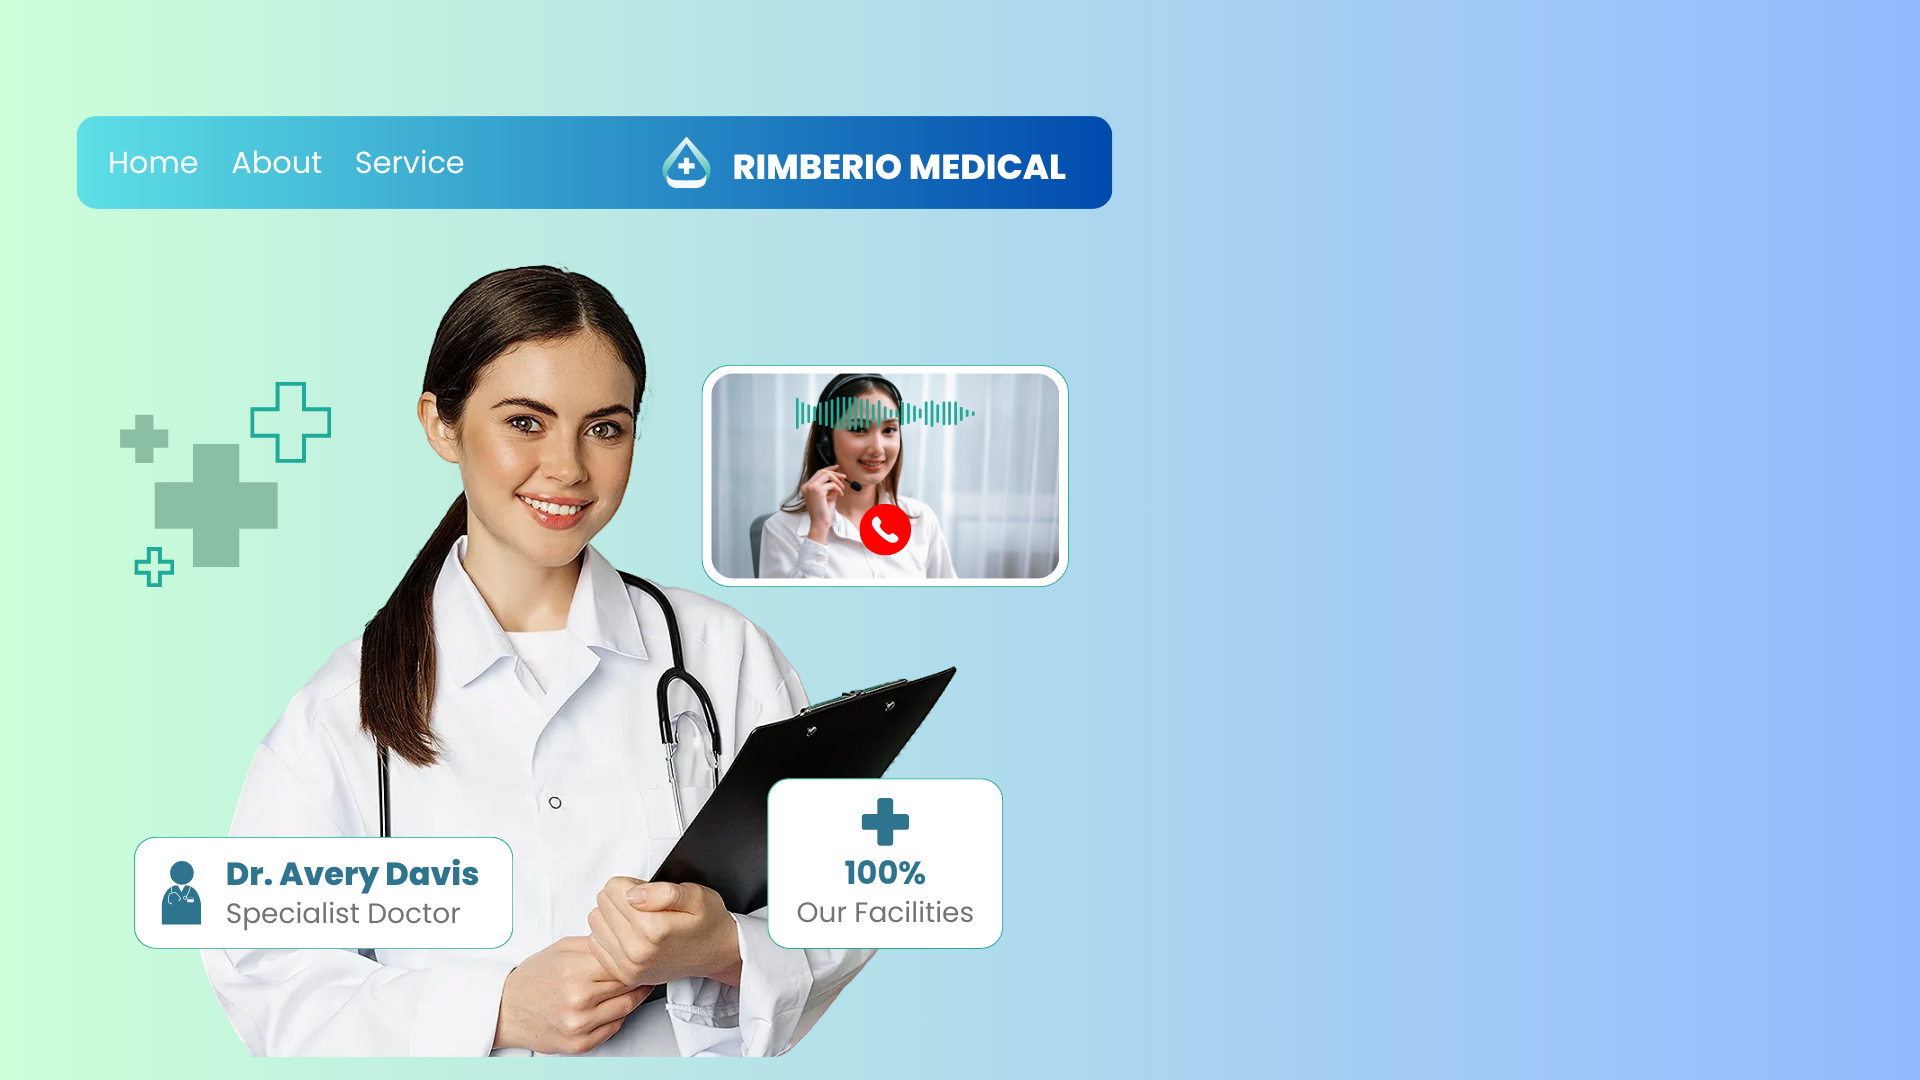 Home About Service
RIMBERIO MEDICAL
Dr. Avery Davis
Specialist Doctor
100%
Our Facilities